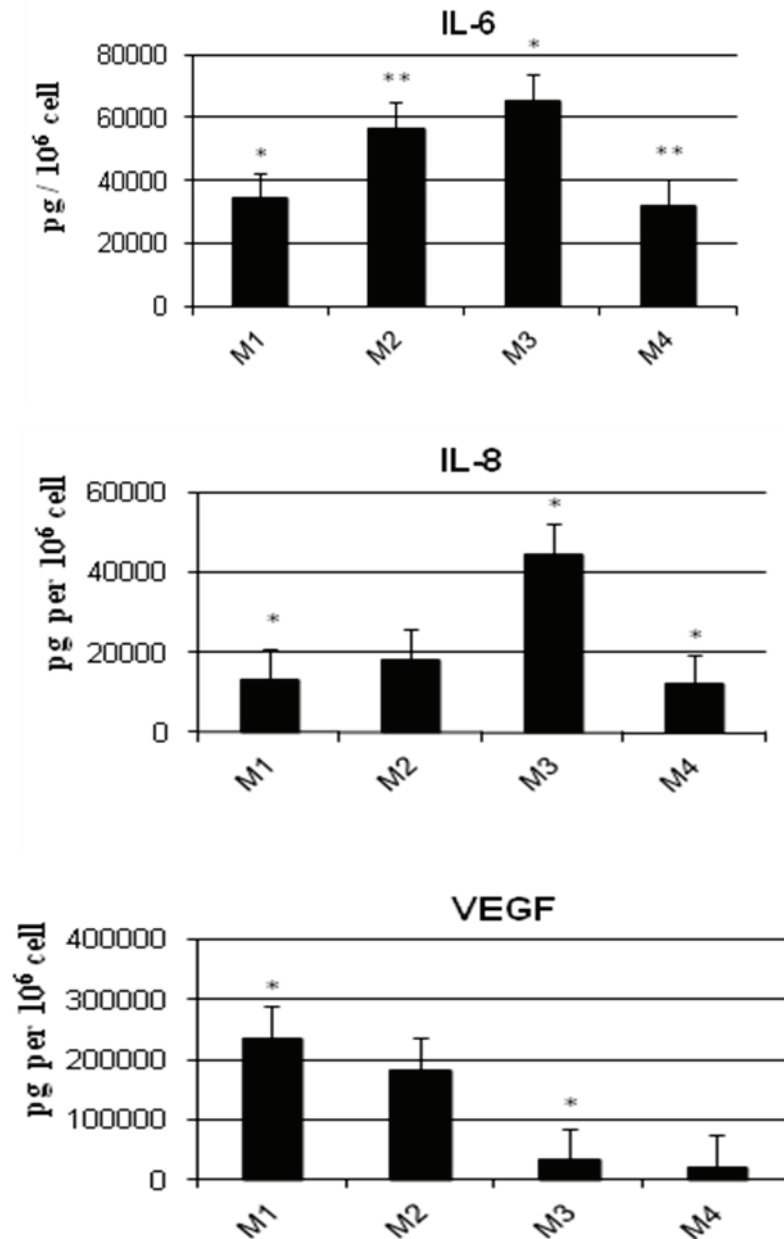 IL-6
pg / 10⁶ cell
80000
60000
40000
20000
0
*
**
*
**
M1
M2
M3
M4
IL-8
pg per 10⁶ cell
60000
40000
20000
0
*
*
*
M1
M2
M3
M4
VEGF
pg per 10⁶ cell
400000
300000
200000
100000
0
*
*
M1
M2
M3
M4